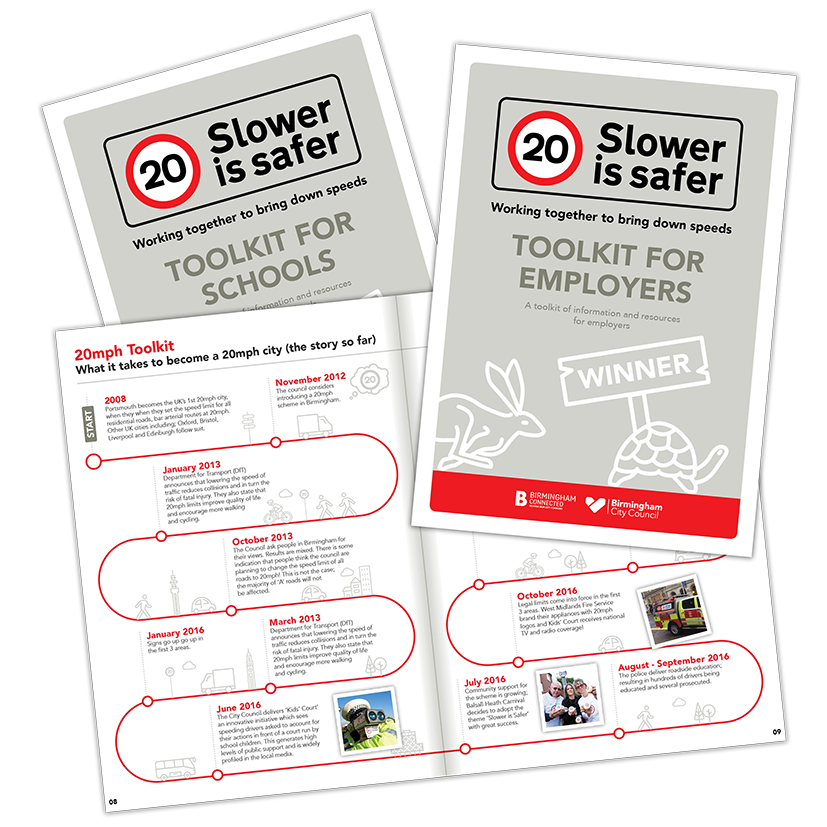 20
Slower
is safer
Working together to bring down speeds
TOOLKIT FOR
SCHOOLS
information and resources
20
Slower
is safer
Working together to bring down speeds
TOOLKIT FOR
EMPLOYERS
A toolkit of information and resources
for employers
WINNER
B BIRMINGHAM
CONNECTED
Birmingham
City Council
20mph Toolkit
What it takes to become a 20mph city (the story so far)
START
2008
Portsmouth becomes the UK's 1st 20mph city,
when they when they set the speed limit for all
residential roads, bar arterial routes at 20mph.
Other UK cities including; Oxford, Bristol,
Liverpool and Edinburgh follow suit.
November 2012
The council considers
introducing a 20mph
scheme in Birmingham.
20
January 2013
Department for Transport (DfT)
announces that lowering the speed of
traffic reduces collisions and in turn the
risk of fatal injury. They also state that
20mph limits improve quality of life
and encourage more walking
and cycling.
October 2013
The Council ask people in Birmingham for
their views. Results are mixed. There is some
indication that people think the council are
planning to change the speed limit of all
roads to 20mph! This is not the case;
the majority of 'A' roads will not
be affected.
January 2016
Signs go up go up in
the first 3 areas.
March 2013
Department for Transport (DfT)
announces that lowering the speed of
traffic reduces collisions and in turn the
risk of fatal injury. They also state that
20mph limits improve quality of life
and encourage more walking
and cycling.
June 2016
The City Council delivers 'Kids' Court'
an innovative initiative which sees
speeding drivers asked to account for
their actions in front of a court run by
school children. This generates high
levels of public support and is widely
profiled in the local media.
08
October 2016
Legal limits come into force in the first
3 areas. West Midlands Fire Service
brand their appliances with 20mph
logos and Kids' Court receives national
TV and radio coverage!
July 2016
Community support for
the scheme is growing;
Balsall Heath Carnival
decides to adopt the
theme 'Slower is Safer'
with great success.
August - September 2016
The police deliver roadside education;
resulting in hundreds of drivers being
educated and several prosecuted.
09